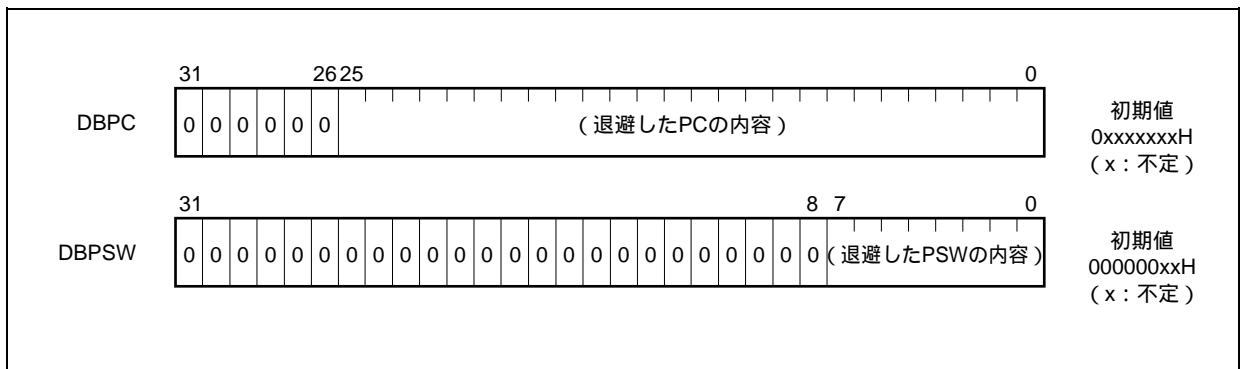 31 26 25 0
DBPC 0 0 0 0 0 0 (退避したPCの内容) 初期値
0xxxxxxxH
(x:不定)
31 8 7 0
DBPSW 0 0 0 0 0 0 0 0 0 0 0 0 0 0 0 0 0 0 0 0 0 0 0 0 (退避したPSWの内容) 初期値
000000xxH
(x:不定)